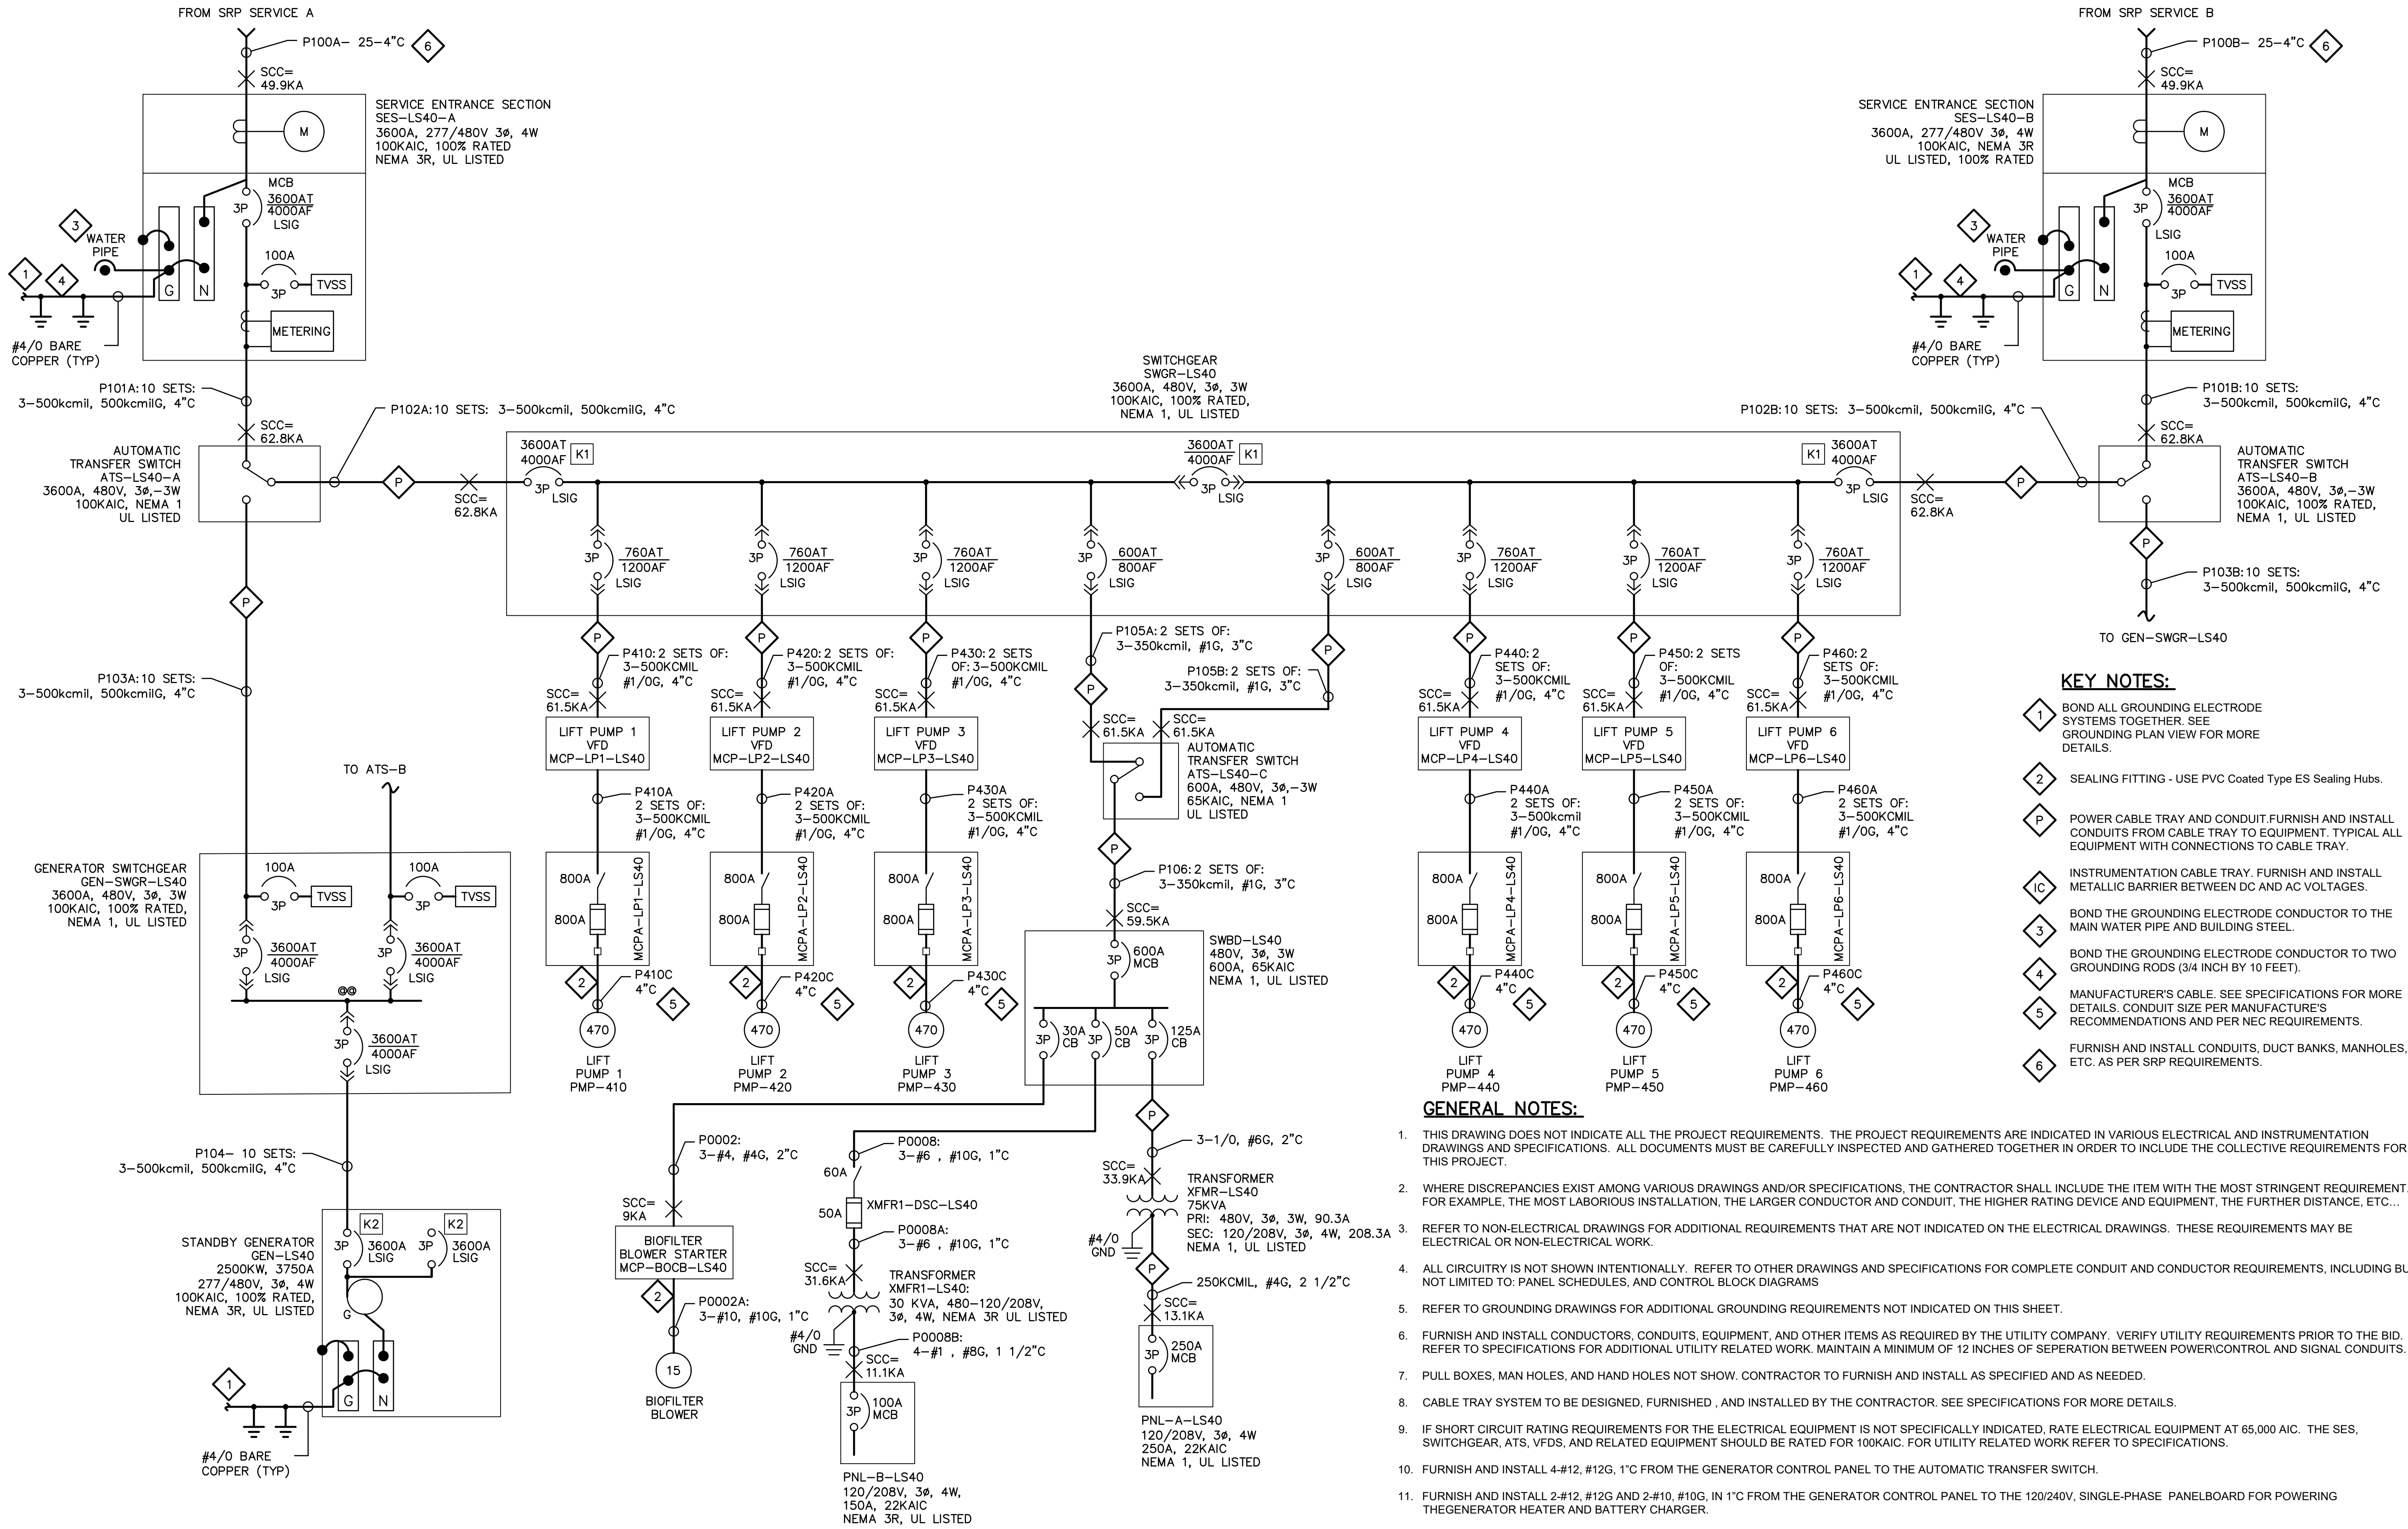 FROM SRP SERVICE A
P100A- 25-4"C
6
SCC=
49.9KA
SERVICE ENTRANCE SECTION
SES-LS40-A
3600A, 277/480V 3ø, 4W
100KAIC, 100% RATED
NEMA 3R, UL LISTED
M
MCB
3600AT
4000AF
3P
LSIG
3
WATER
PIPE
1
4
G
N
100A
3P
TVSS
METERING
#4/0 BARE
COPPER (TYP)
P101A:10 SETS:
3-500kcmil, 500kcmilG, 4"C
SCC=
62.8KA
AUTOMATIC
TRANSFER SWITCH
ATS-LS40-A
3600A, 480V, 3ø,-3W
100KAIC, NEMA 1
UL LISTED
P102A:10 SETS: 3-500kcmil, 500kcmilG, 4"C
P
SCC=
62.8KA
P
P103A:10 SETS:
3-500kcmil, 500kcmilG, 4"C
SWITCHGEAR
SWGR-LS40
3600A, 480V, 3ø, 3W
100KAIC, 100% RATED,
NEMA 1, UL LISTED
3600AT
4000AF
K1
3P
LSIG
3600AT
4000AF
K1
3P
LSIG
K1
3600AT
4000AF
3P
LSIG
3P
760AT
1200AF
LSIG
3P
760AT
1200AF
LSIG
3P
760AT
1200AF
LSIG
3P
600AT
800AF
LSIG
3P
600AT
800AF
LSIG
3P
760AT
1200AF
LSIG
3P
760AT
1200AF
LSIG
3P
760AT
1200AF
LSIG
FROM SRP SERVICE B
P100B- 25-4"C
6
SCC=
49.9KA
SERVICE ENTRANCE SECTION
SES-LS40-B
3600A, 277/480V 3ø, 4W
100KAIC, NEMA 3R
UL LISTED, 100% RATED
M
MCB
3600AT
4000AF
3P
LSIG
3
WATER
PIPE
1
4
G
N
100A
3P
TVSS
METERING
#4/0 BARE
COPPER (TYP)
P101B:10 SETS:
3-500kcmil, 500kcmilG, 4"C
P102B:10 SETS: 3-500kcmil, 500kcmilG, 4"C
SCC=
62.8KA
AUTOMATIC
TRANSFER SWITCH
ATS-LS40-B
3600A, 480V, 3ø,-3W
100KAIC, 100% RATED,
NEMA 1, UL LISTED
SCC=
62.8KA
P
P
P103B:10 SETS:
3-500kcmil, 500kcmilG, 4"C
TO GEN-SWGR-LS40
P
P410:2 SETS OF:
3-500KCMIL
#1/0G, 4"C
SCC=
61.5KA
LIFT PUMP 1
VFD
MCP-LP1-LS40
P410A
2 SETS OF:
3-500KCMIL
#1/0G, 4"C
800A
800A
MCPA-LP1-LS40
2
P410C
4"C
5
470
LIFT
PUMP 1
PMP-410
P
P420:2 SETS OF:
3-500KCMIL
#1/0G, 4"C
SCC=
61.5KA
LIFT PUMP 2
VFD
MCP-LP2-LS40
P420A
2 SETS OF:
3-500KCMIL
#1/0G, 4"C
800A
800A
MCPA-LP2-LS40
2
P420C
4"C
5
470
LIFT
PUMP 2
PMP-420
P
P430:2 SETS
OF:3-500KCMIL
#1/0G, 4"C
SCC=
61.5KA
LIFT PUMP 3
VFD
MCP-LP3-LS40
P430A
2 SETS OF:
3-500KCMIL
#1/0G, 4"C
800A
800A
MCPA-LP3-LS40
2
P430C
4"C
5
470
LIFT
PUMP 3
PMP-430
P105A:2 SETS OF:
3-350kcmil, #1G, 3"C
P
P
P105B:2 SETS OF:
3-350kcmil, #1G, 3"C
SCC=
61.5KA
SCC=
61.5KA
AUTOMATIC
TRANSFER SWITCH
ATS-LS40-C
600A, 480V, 3ø,-3W
65KAIC, NEMA 1
UL LISTED
P
P106:2 SETS OF:
3-350kcmil, #1G, 3"C
SCC=
59.5KA
SWBD-LS40
480V, 3ø, 3W
600A, 65KAIC
NEMA 1, UL LISTED
3P
600A
MCB
3P
30A
CB
3P
50A
CB
3P
125A
CB
P
P440:2
SETS OF:
3-500KCMIL
#1/0G, 4"C
SCC=
61.5KA
LIFT PUMP 4
VFD
MCP-LP4-LS40
P440A
2 SETS OF:
3-500kcmil
#1/0G, 4"C
800A
800A
MCPA-LP4-LS40
2
P440C
4"C
5
470
LIFT
PUMP 4
PMP-440
P
P450:2 SETS
OF:
3-500KCMIL
#1/0G, 4"C
SCC=
61.5KA
LIFT PUMP 5
VFD
MCP-LP5-LS40
P450A
2 SETS OF:
3-500KCMIL
#1/0G, 4"C
800A
800A
MCPA-LP5-LS40
2
P450C
4"C
5
470
LIFT
PUMP 5
PMP-450
P
P460:2
SETS OF:
3-500KCMIL
#1/0G, 4"C
SCC=
61.5KA
LIFT PUMP 6
VFD
MCP-LP6-LS40
P460A
2 SETS OF:
3-500KCMIL
#1/0G, 4"C
800A
800A
MCPA-LP6-LS40
2
P460C
4"C
5
470
LIFT
PUMP 6
PMP-460
TO ATS-B
GENERATOR SWITCHGEAR
GEN-SWGR-LS40
3600A, 480V, 3ø, 3W
100KAIC, 100% RATED,
NEMA 1, UL LISTED
100A
3P
TVSS
100A
3P
TVSS
3P
3600AT
4000AF
LSIG
3P
3600AT
4000AF
LSIG
@@
3P
3600AT
4000AF
LSIG
P104- 10 SETS:
3-500kcmil, 500kcmilG, 4"C
STANDBY GENERATOR
GEN-LS40
2500KW, 3750A
277/480V, 3ø, 4W
100KAIC, 100% RATED,
NEMA 3R, UL LISTED
K2
3P
3600A
LSIG
K2
3P
3600A
LSIG
G
G
N
1
#4/0 BARE
COPPER (TYP)
P0002:
3-#4, #4G, 2"C
SCC=
9KA
BIOFILTER
BLOWER STARTER
MCP-BOCB-LS40
2
P0002A:
3-#10, #10G, 1"C
15
BIOFILTER
BLOWER
P0008:
3-#6 , #10G, 1"C
60A
50A
XMFR1-DSC-LS40
P0008A:
3-#6 , #10G, 1"C
SCC=
31.6KA
TRANSFORMER
XMFR1-LS40:
30 KVA, 480-120/208V,
3ø, 4W, NEMA 3R UL LISTED
#4/0
GND
P0008B:
4-#1 , #8G, 1 1/2"C
SCC=
11.1KA
3P
100A
MCB
PNL-B-LS40
120/208V, 3ø, 4W,
150A, 22KAIC
NEMA 3R, UL LISTED
P
3-1/0, #6G, 2"C
SCC=
33.9KA
TRANSFORMER
XFMR-LS40
75KVA
PRI: 480V, 3ø, 3W, 90.3A
SEC: 120/208V, 3ø, 4W, 208.3A
NEMA 1, UL LISTED
#4/0
GND
P
250KCMIL, #4G, 2 1/2"C
SCC=
13.1KA
3P
250A
MCB
PNL-A-LS40
120/208V, 3ø, 4W
250A, 22KAIC
NEMA 1, UL LISTED
KEY NOTES:
1 BOND ALL GROUNDING ELECTRODE
SYSTEMS TOGETHER. SEE
GROUNDING PLAN VIEW FOR MORE
DETAILS.
2 SEALING FITTING - USE PVC Coated Type ES Sealing Hubs.
P POWER CABLE TRAY AND CONDUIT.FURNISH AND INSTALL
CONDUITS FROM CABLE TRAY TO EQUIPMENT. TYPICAL ALL
EQUIPMENT WITH CONNECTIONS TO CABLE TRAY.
IC INSTRUMENTATION CABLE TRAY. FURNISH AND INSTALL
METALLIC BARRIER BETWEEN DC AND AC VOLTAGES.
3 BOND THE GROUNDING ELECTRODE CONDUCTOR TO THE
MAIN WATER PIPE AND BUILDING STEEL.
4 BOND THE GROUNDING ELECTRODE CONDUCTOR TO TWO
GROUNDING RODS (3/4 INCH BY 10 FEET).
5 MANUFACTURER'S CABLE. SEE SPECIFICATIONS FOR MORE
DETAILS. CONDUIT SIZE PER MANUFACTURE'S
RECOMMENDATIONS AND PER NEC REQUIREMENTS.
6 FURNISH AND INSTALL CONDUITS, DUCT BANKS, MANHOLES,
ETC. AS PER SRP REQUIREMENTS.
GENERAL NOTES:
1. THIS DRAWING DOES NOT INDICATE ALL THE PROJECT REQUIREMENTS. THE PROJECT REQUIREMENTS ARE INDICATED IN VARIOUS ELECTRICAL AND INSTRUMENTATION
DRAWINGS AND SPECIFICATIONS. ALL DOCUMENTS MUST BE CAREFULLY INSPECTED AND GATHERED TOGETHER IN ORDER TO INCLUDE THE COLLECTIVE REQUIREMENTS FOR
THIS PROJECT.
2. WHERE DISCREPANCIES EXIST AMONG VARIOUS DRAWINGS AND/OR SPECIFICATIONS, THE CONTRACTOR SHALL INCLUDE THE ITEM WITH THE MOST STRINGENT REQUIREMENT.
FOR EXAMPLE, THE MOST LABORIOUS INSTALLATION, THE LARGER CONDUCTOR AND CONDUIT, THE HIGHER RATING DEVICE AND EQUIPMENT, THE FURTHER DISTANCE, ETC...
3. REFER TO NON-ELECTRICAL DRAWINGS FOR ADDITIONAL REQUIREMENTS THAT ARE NOT INDICATED ON THE ELECTRICAL DRAWINGS. THESE REQUIREMENTS MAY BE
ELECTRICAL OR NON-ELECTRICAL WORK.
4. ALL CIRCUITRY IS NOT SHOWN INTENTIONALLY. REFER TO OTHER DRAWINGS AND SPECIFICATIONS FOR COMPLETE CONDUIT AND CONDUCTOR REQUIREMENTS, INCLUDING BU
NOT LIMITED TO: PANEL SCHEDULES, AND CONTROL BLOCK DIAGRAMS
5. REFER TO GROUNDING DRAWINGS FOR ADDITIONAL GROUNDING REQUIREMENTS NOT INDICATED ON THIS SHEET.
6. FURNISH AND INSTALL CONDUCTORS, CONDUITS, EQUIPMENT, AND OTHER ITEMS AS REQUIRED BY THE UTILITY COMPANY. VERIFY UTILITY REQUIREMENTS PRIOR TO THE BID.
REFER TO SPECIFICATIONS FOR ADDITIONAL UTILITY RELATED WORK. MAINTAIN A MINIMUM OF 12 INCHES OF SEPERATION BETWEEN POWER\CONTROL AND SIGNAL CONDUITS.
7. PULL BOXES, MAN HOLES, AND HAND HOLES NOT SHOW. CONTRACTOR TO FURNISH AND INSTALL AS SPECIFIED AND AS NEEDED.
8. CABLE TRAY SYSTEM TO BE DESIGNED, FURNISHED , AND INSTALLED BY THE CONTRACTOR. SEE SPECIFICATIONS FOR MORE DETAILS.
9. IF SHORT CIRCUIT RATING REQUIREMENTS FOR THE ELECTRICAL EQUIPMENT IS NOT SPECIFICALLY INDICATED, RATE ELECTRICAL EQUIPMENT AT 65,000 AIC. THE SES,
SWITCHGEAR, ATS, VFDS, AND RELATED EQUIPMENT SHOULD BE RATED FOR 100KAIC. FOR UTILITY RELATED WORK REFER TO SPECIFICATIONS.
10. FURNISH AND INSTALL 4-#12, #12G, 1"C FROM THE GENERATOR CONTROL PANEL TO THE AUTOMATIC TRANSFER SWITCH.
11. FURNISH AND INSTALL 2-#12, #12G AND 2-#10, #10G, IN 1"C FROM THE GENERATOR CONTROL PANEL TO THE 120/240V, SINGLE-PHASE PANELBOARD FOR POWERING
THEGENERATOR HEATER AND BATTERY CHARGER.